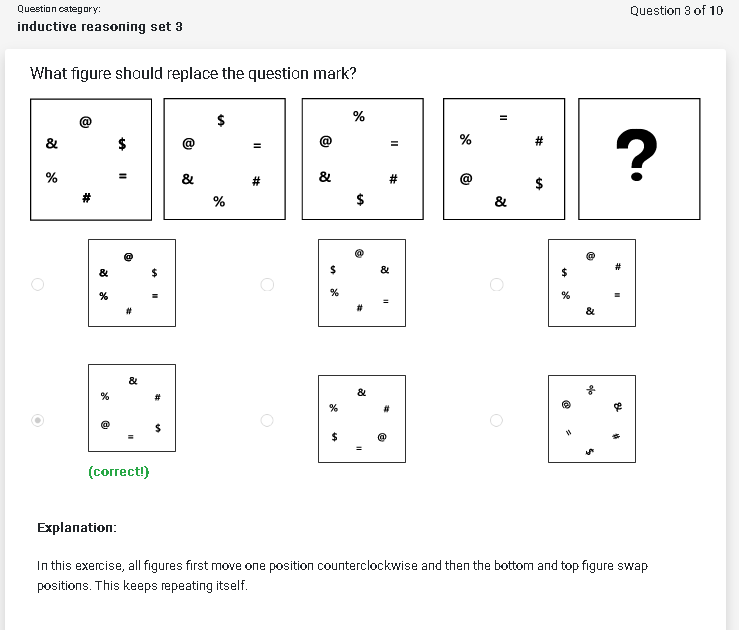 Question category:
Question 3 of 10
inductive reasoning set 3
What figure should replace the question mark?
@ $ % =
& $ @ = @ = % # ?
% = & # & # @ $
# % $ &
@ @ @
& $ $ & $ #
% = % = % =
# # &
& & ÷
% # % # @ &
@ $ $ @ = #
= = $
(correct!)
Explanation:
In this exercise, all figures first move one position counterclockwise and then the bottom and top figure swap
positions. This keeps repeating itself.